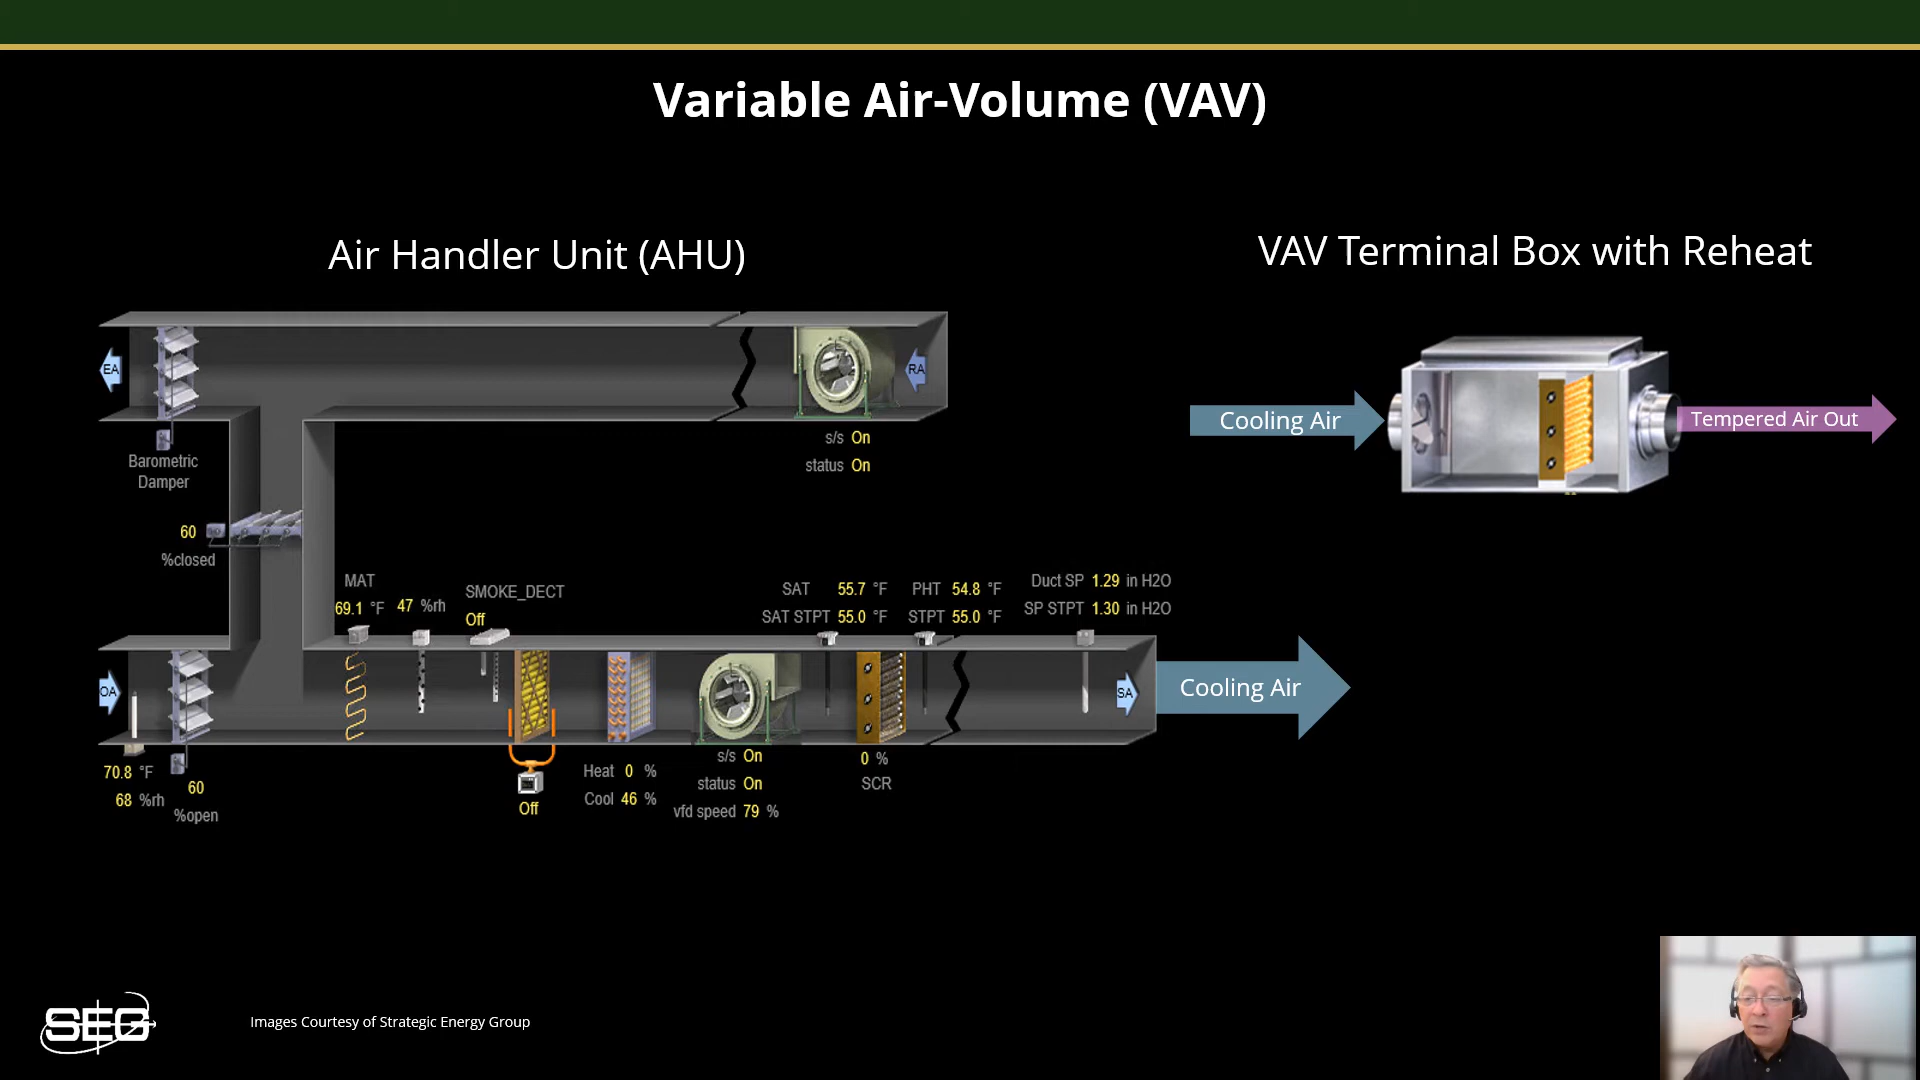 Variable Air-Volume (VAV)
Air Handler Unit (AHU)
VAV Terminal Box with Reheat
EA
RA
s/s On
status On
Barometric
Damper
60
%closed
Cooling Air
Tempered Air Out
MAT
69.1 °F
47 %rh
SMOKE_DECT
Off
SAT 55.7 °F
SAT STPT 55.0 °F
PHT 54.8 °F
STPT 55.0 °F
Duct SP 1.29 in H2O
SP STPT 1.30 in H2O
OA
SA
Cooling Air
70.8 °F
68 %rh
60
%open
Off
Heat 0 %
Cool 46 %
s/s On
status On
vfd speed 79 %
0 %
SCR
SEG
Images Courtesy of Strategic Energy Group